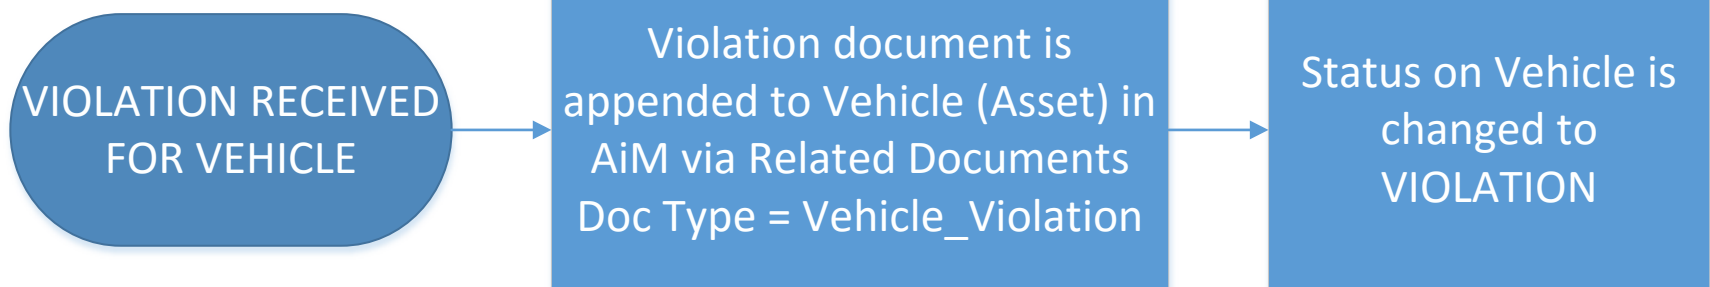 VIOLATION RECEIVED
FOR VEHICLE
Violation document is
appended to Vehicle (Asset) in
AiM via Related Documents
Doc Type = Vehicle_Violation
Status on Vehicle is
changed to
VIOLATION